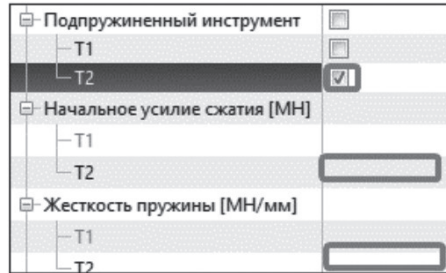 Подпружиненный инструмент
T1
T2
Начальное усилие сжатия [МН]
T1
T2
Жесткость пружины [МН/мм]
T1
T2